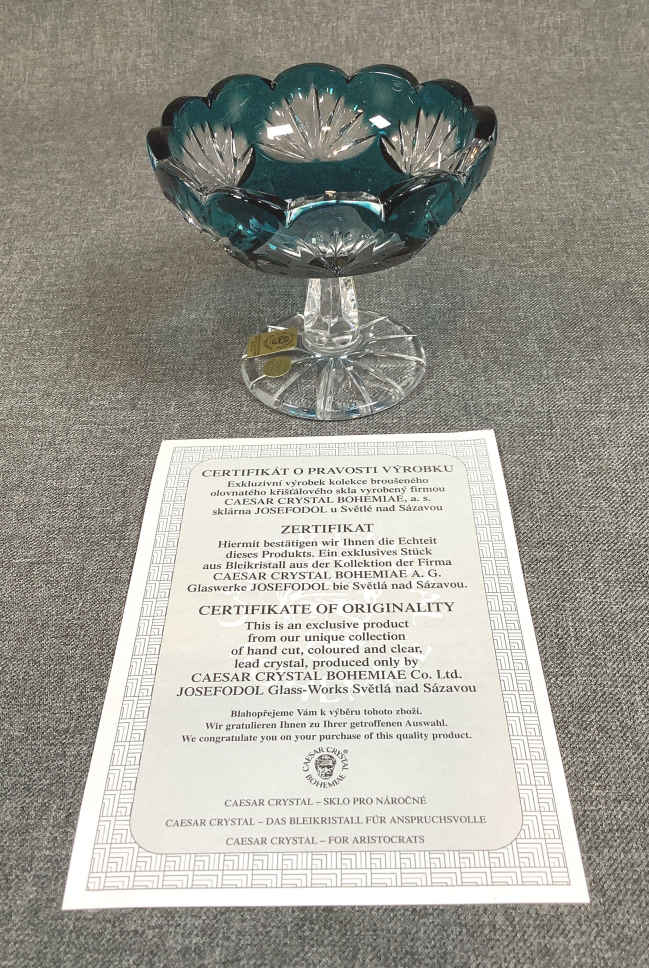 CERTIFIKÁT O PRAVOSTI VÝROBKU
Exkluzivní výrobek kolekce broušeného
olovnatého křišťálového skla vyrobený firmou
CAESAR CRYSTAL BOHEMIAE, a. s.
sklárna JOSEFODOL u Světlé nad Sázavou
ZERTIFIKAT
Hiermit bestätigen wir Ihnen die Echteit
dieses Produkts. Ein exklusives Stück
aus Bleikristall aus der Kollektion der Firma
CAESAR CRYSTAL BOHEMIAE A. G.
Glaswerke JOSEFODOL bie Světlá nad Sázavou.
CERTIFIKATE OF ORIGINALITY
This is an exclusive product
from our unique collection
of hand cut, coloured and clear,
lead crystal, produced only by
CAESAR CRYSTAL BOHEMIAE Co. Ltd.
JOSEFODOL Glass-Works Světlá nad Sázavou
Blahopřejeme Vám k výběru tohoto zboží.
Wir gratulieren Ihnen zu Ihrer getroffenen Auswahl.
We congratulate you on your purchase of this quality product.
CAESAR CRYSTAL ®
BOHEMIAE
CAESAR CRYSTAL – SKLO PRO NÁROČNÉ
CAESAR CRYSTAL – DAS BLEIKRISTALL FÜR ANSPRUCHSVOLLE
CAESAR CRYSTAL – FOR ARISTOCRATS